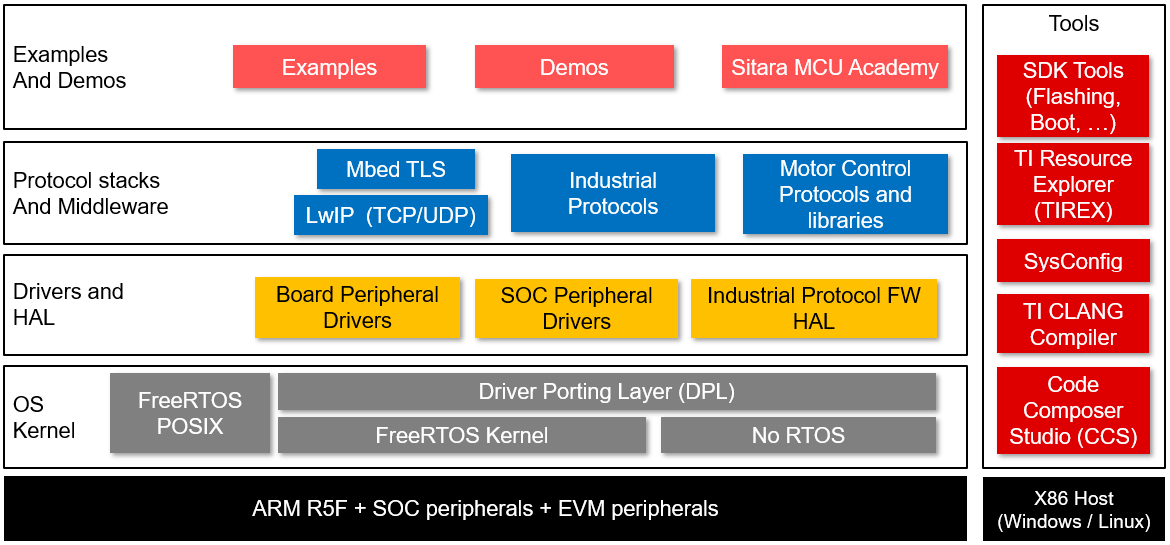 Examples
And Demos
Examples
Demos
Sitara MCU Academy
Protocol stacks
And Middleware
Mbed TLS
LwIP (TCP/UDP)
Industrial
Protocols
Motor Control
Protocols and
libraries
Drivers and
HAL
Board Peripheral
Drivers
SOC Peripheral
Drivers
Industrial Protocol FW
HAL
OS
Kernel
FreeRTOS
POSIX
Driver Porting Layer (DPL)
FreeRTOS Kernel
No RTOS
ARM R5F + SOC peripherals + EVM peripherals
Tools
SDK Tools
(Flashing,
Boot, …)
TI Resource
Explorer
(TIREX)
SysConfig
TI CLANG
Compiler
Code
Composer
Studio (CCS)
X86 Host
(Windows / Linux)